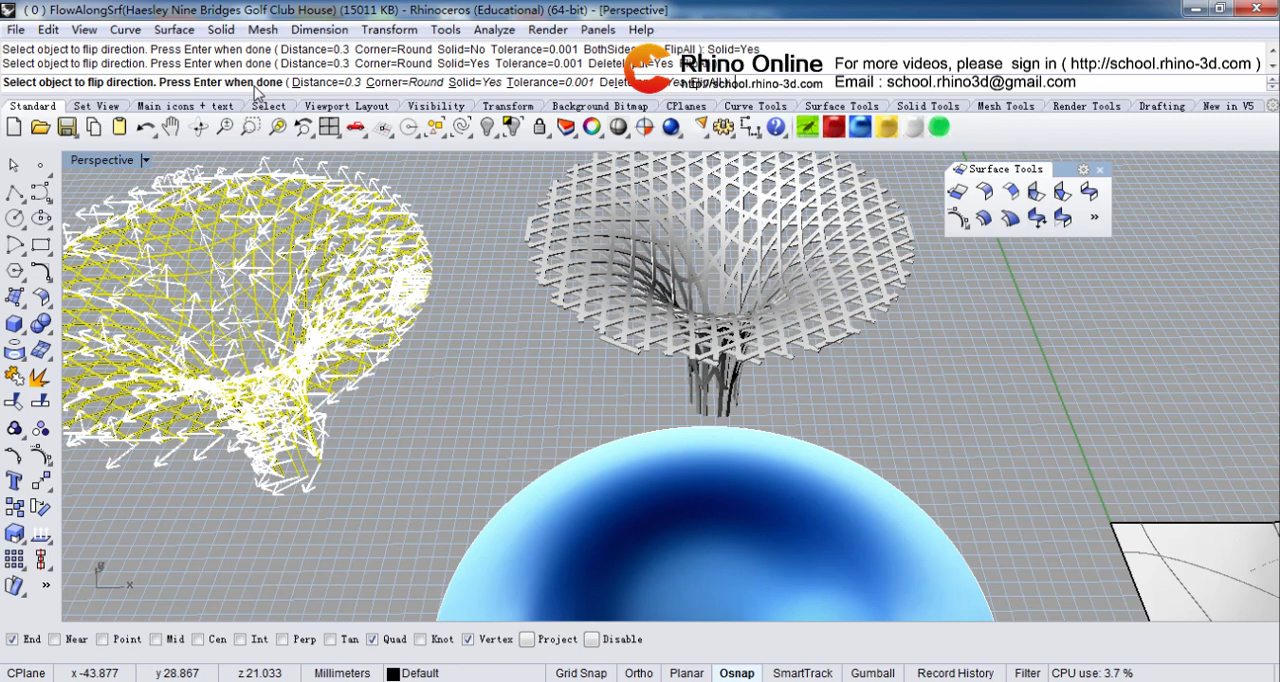 ( 0 ) FlowAlongSrf(Haesley Nine Bridges Golf Club House) (15011 KB) - Rhinoceros (Educational) (64-bit) - [Perspective]
File Edit View Curve Surface Solid Mesh Dimension Transform Tools Analyze Render Panels Help
Select object to flip direction. Press Enter when done ( Distance=0.3 Corner=Round Solid=No Tolerance=0.001 BothSides FlipAll ): Solid=Yes
Select object to flip direction. Press Enter when done ( Distance=0.3 Corner=Round Solid=Yes Tolerance=0.001
Select object to flip direction. Press Enter when done ( Distance=0.3 Corner=Round Solid=Yes Tolerance=0.001
Rhino Online
http://school.rhino-3d.com
For more videos, please sign in ( http://school.rhino-3d.com )
Email : school.rhino3d@gmail.com
Standard Set View Main icons + text Select Viewport Layout Visibility Transform Background Bitmap CPlanes Curve Tools Surface Tools Solid Tools Mesh Tools Render Tools Drafting New in V5
Perspective
Surface Tools
y x
End Near Point Mid Cen Int Perp Tan Quad Knot Vertex Project Disable
CPlane x -43.877 y 28.867 z 21.033 Millimeters Default Grid Snap Ortho Planar Osnap SmartTrack Gumball Record History Filter CPU use: 3.7 %